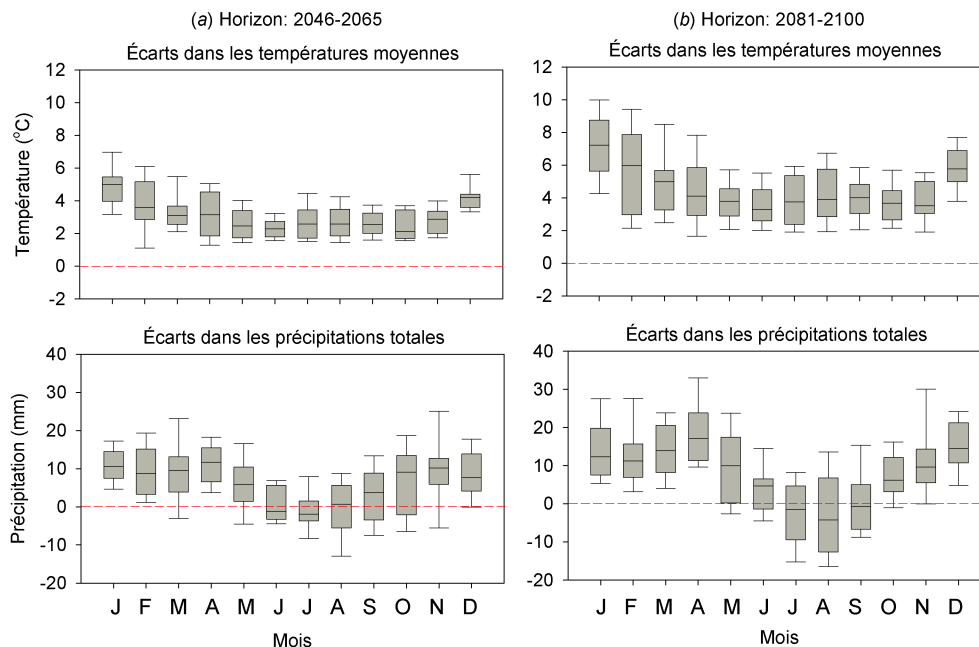 (a) Horizon: 2046-2065
(b) Horizon: 2081-2100
Écarts dans les températures moyennes
Écarts dans les températures moyennes
Température (°C)
12
10
8
6
4
2
0
-2
12
10
8
6
4
2
0
-2
Écarts dans les précipitations totales
Écarts dans les précipitations totales
Précipitation (mm)
40
30
20
10
0
-10
-20
40
30
20
10
0
-10
-20
J F M A M J J A S O N D
J F M A M J J A S O N D
Mois
Mois